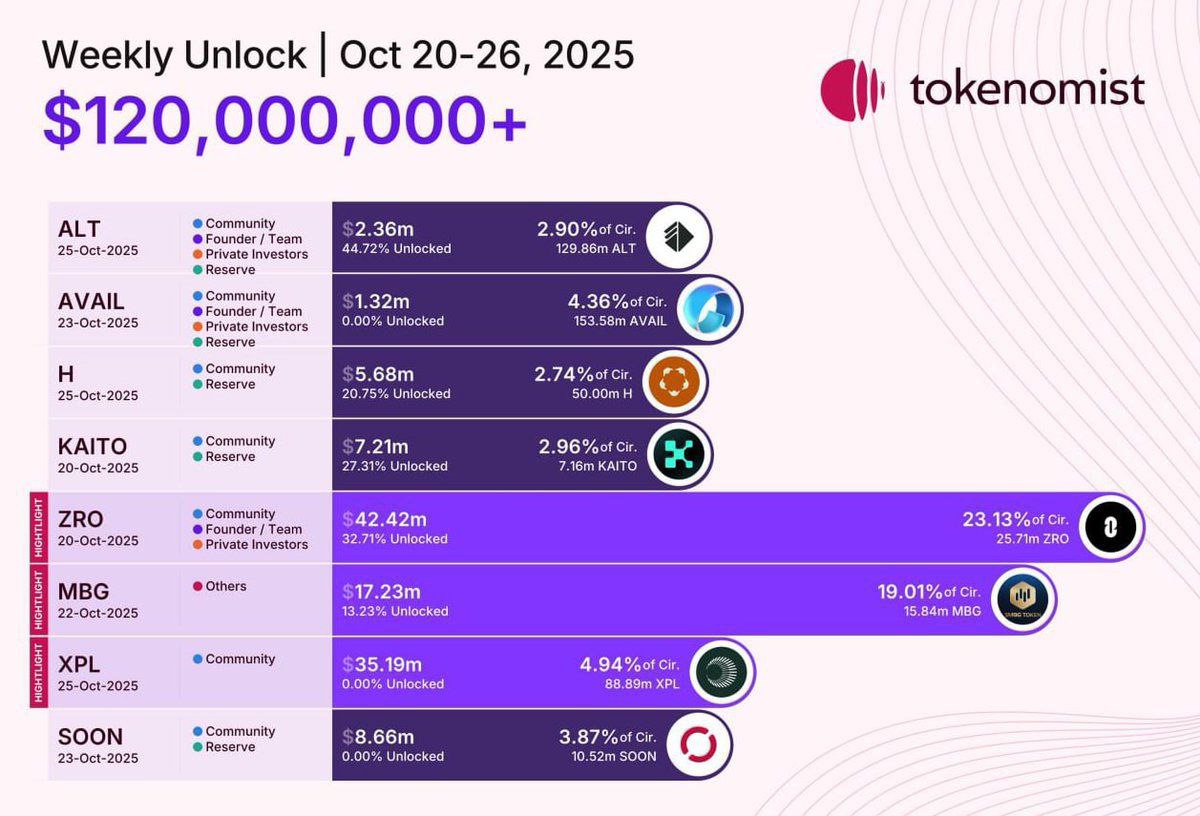 Weekly Unlock | Oct 20-26, 2025
$120,000,000+
tokenomist
ALT
25-Oct-2025
Community
Founder / Team
Private Investors
Reserve
$2.36m
44.72% Unlocked
2.90% of Cir.
129.86m ALT
AVAIL
23-Oct-2025
Community
Founder / Team
Private Investors
Reserve
$1.32m
0.00% Unlocked
4.36% of Cir.
153.58m AVAIL
H
25-Oct-2025
Community
Reserve
$5.68m
20.75% Unlocked
2.74% of Cir.
50.00m H
KAITO
20-Oct-2025
Community
Reserve
$7.21m
27.31% Unlocked
2.96% of Cir.
7.16m KAITO
HIGHTLIGHT
ZRO
20-Oct-2025
Community
Founder / Team
Private Investors
$42.42m
32.71% Unlocked
23.13% of Cir.
25.71m ZRO
HIGHTLIGHT
MBG
22-Oct-2025
Others
$17.23m
13.23% Unlocked
19.01% of Cir.
15.84m MBG
MBG TOKEN
HIGHTLIGHT
XPL
25-Oct-2025
Community
$35.19m
0.00% Unlocked
4.94% of Cir.
88.89m XPL
SOON
23-Oct-2025
Community
Reserve
$8.66m
0.00% Unlocked
3.87% of Cir.
10.52m SOON